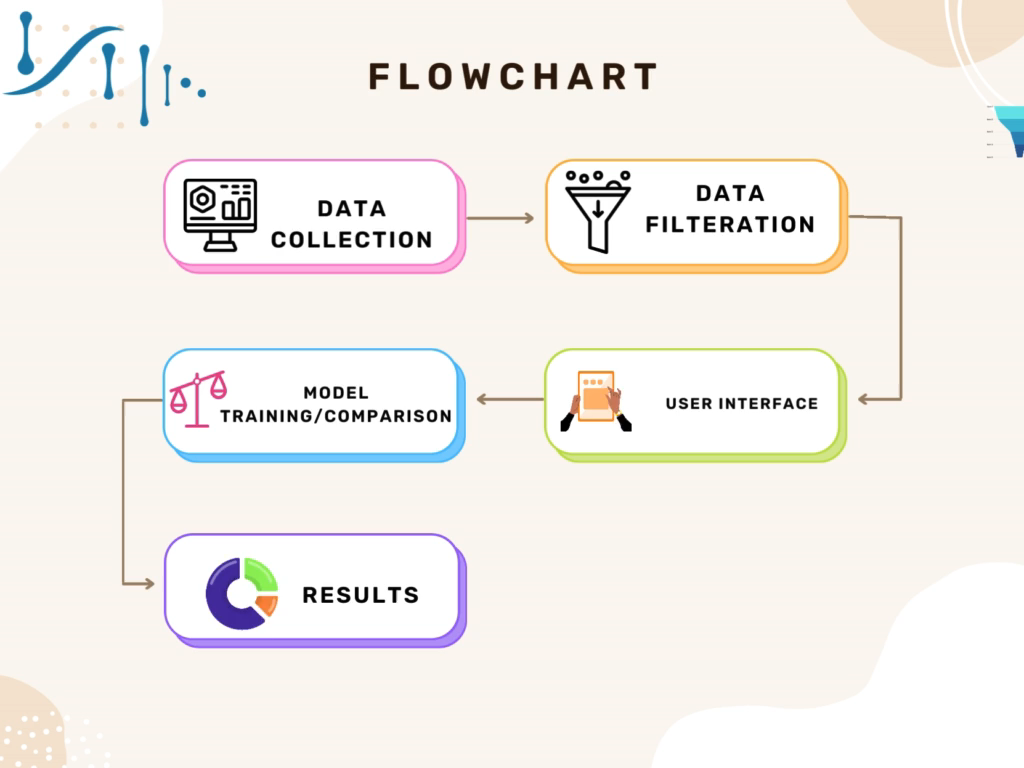 FLOWCHART
DATA
COLLECTION
DATA
FILTERATION
USER INTERFACE
MODEL
TRAINING/COMPARISON
RESULTS